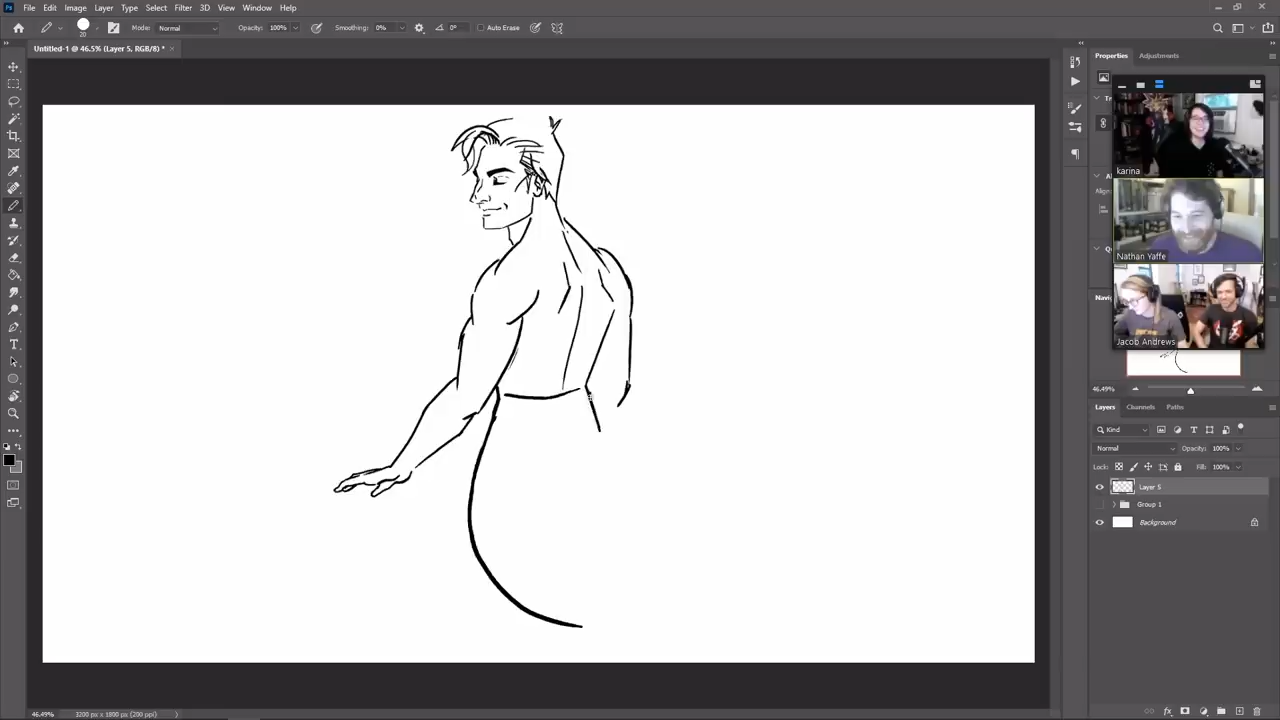 Ps File Edit Image Layer Type Select Filter 3D View Window Help
20 Mode: Normal Opacity: 100% Smoothing: 0% 0° Auto Erase
Untitled-1 @ 46.5% (Layer 5, RGB/8) * ×
Properties Adjustments
karina
Nathan Yaffe
Jacob Andrews
46.49%
Layers Channels Paths
Kind
Normal Opacity: 100%
Lock: Fill: 100%
Layer 5
Group 1
Background
46.49% 3200 px x 1800 px (200 ppi)